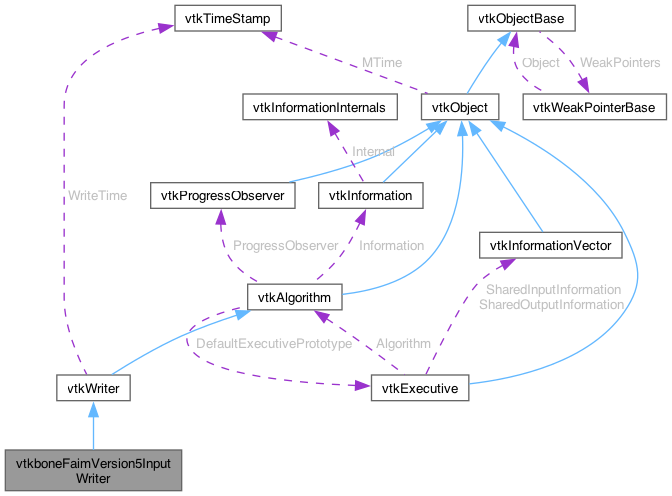 vtkTimeStamp
vtkObjectBase
MTime
Object
WeakPointers
vtkInformationInternals
vtkObject
vtkWeakPointerBase
Internal
WriteTime
vtkProgressObserver
vtkInformation
ProgressObserver
Information
vtkInformationVector
SharedInputInformation
SharedOutputInformation
vtkAlgorithm
DefaultExecutivePrototype
Algorithm
vtkWriter
vtkExecutive
vtkboneFaimVersion5Input
Writer